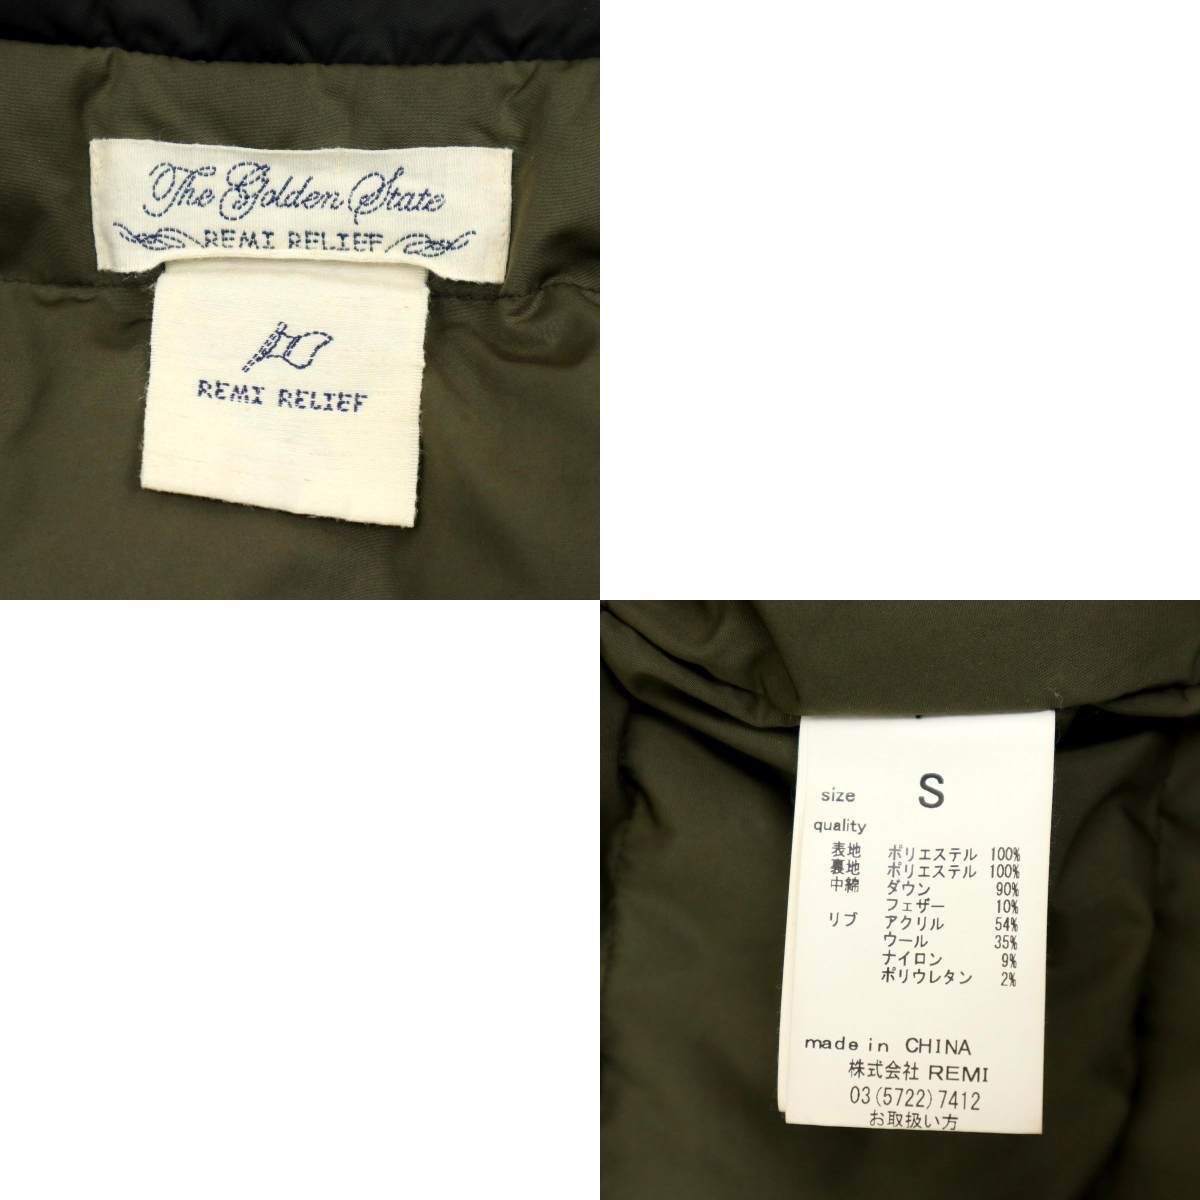 The Golden State
REMI RELIEF
REMI RELIEF
size S
quality
表地 ポリエステル 100%
裏地 ポリエステル 100%
中綿 ダウン 90%
フェザー 10%
リブ アクリル 54%
ウール 35%
ナイロン 9%
ポリウレタン 2%
made in CHINA
株式会社 REMI
03(5722)7412
お取扱い方